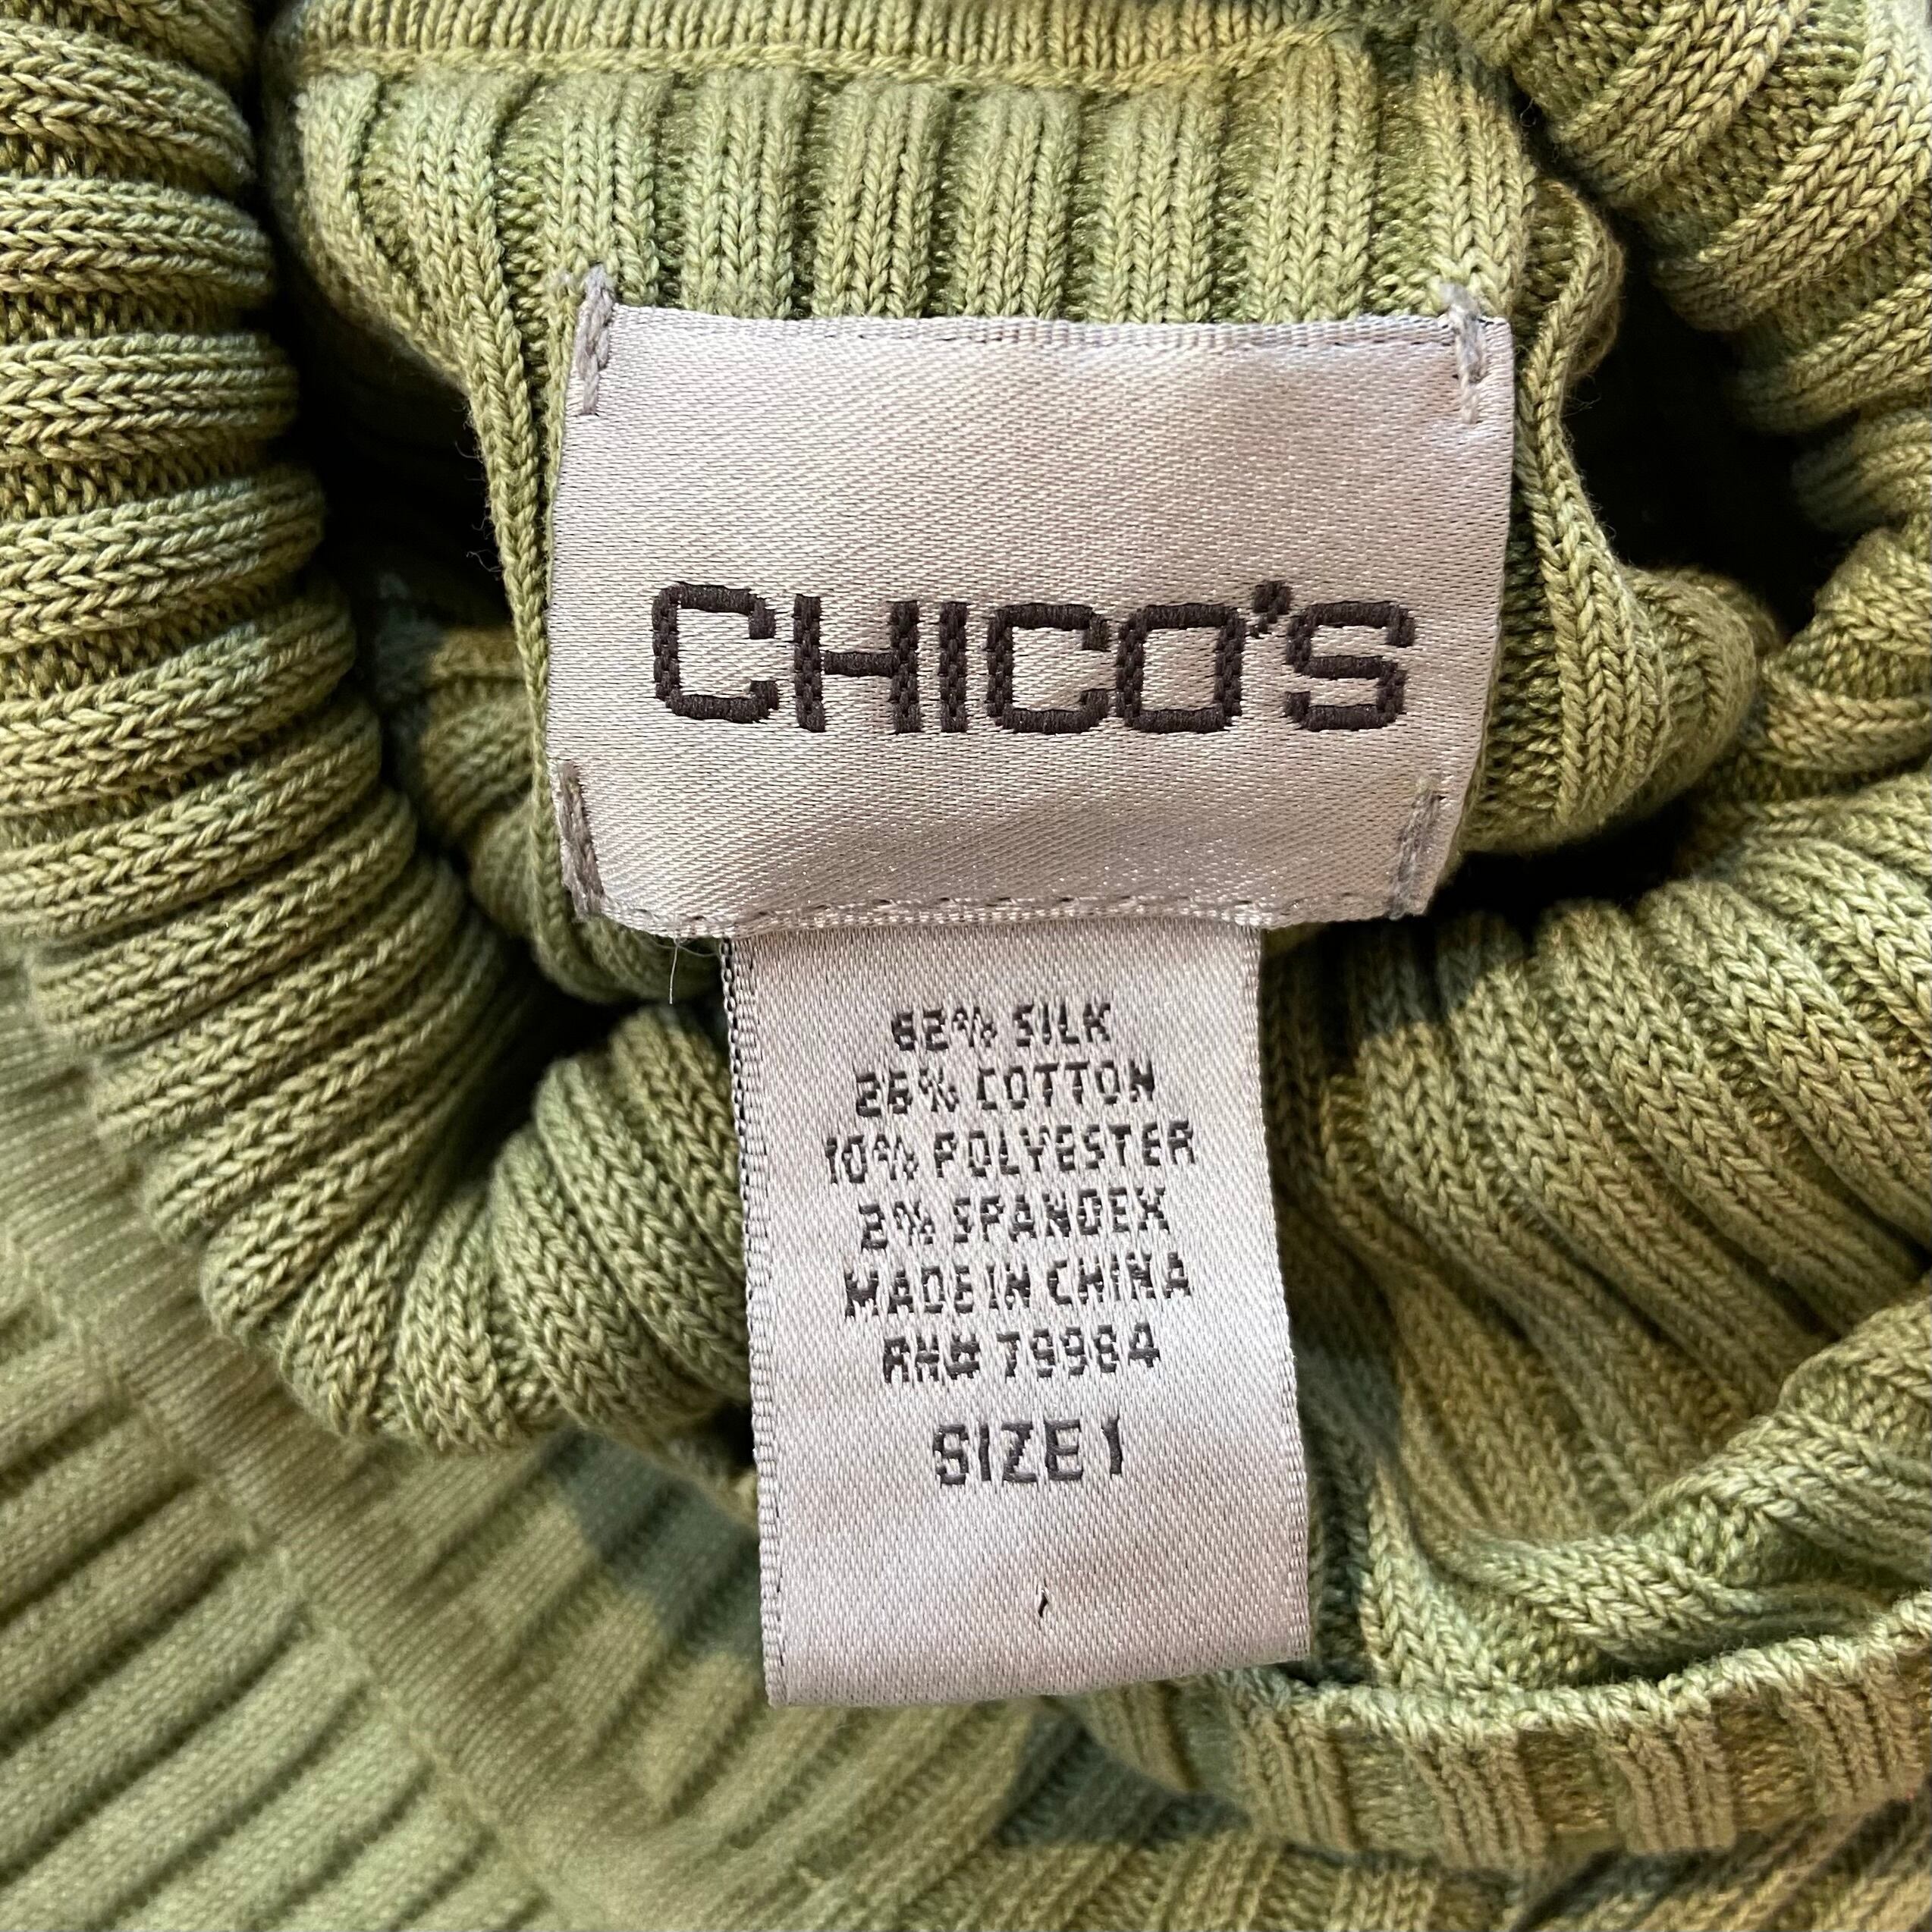 CHICO'S
62% SILK
26% COTTON
10% POLYESTER
2% SPANDEX
MADE IN CHINA
RN# 79984
SIZE 1